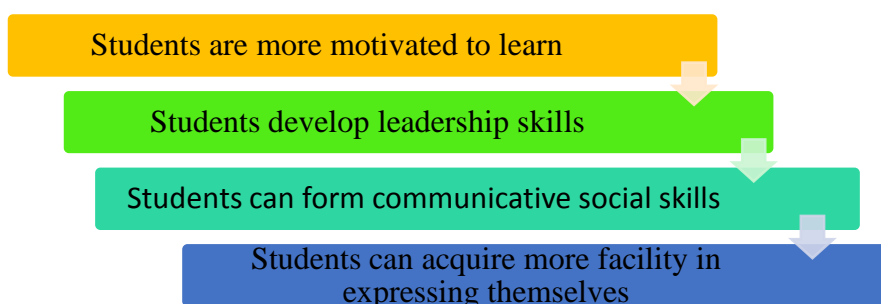 Students are more motivated to learn
Students develop leadership skills
Students can form communicative social skills
Students can acquire more facility in
expressing themselves